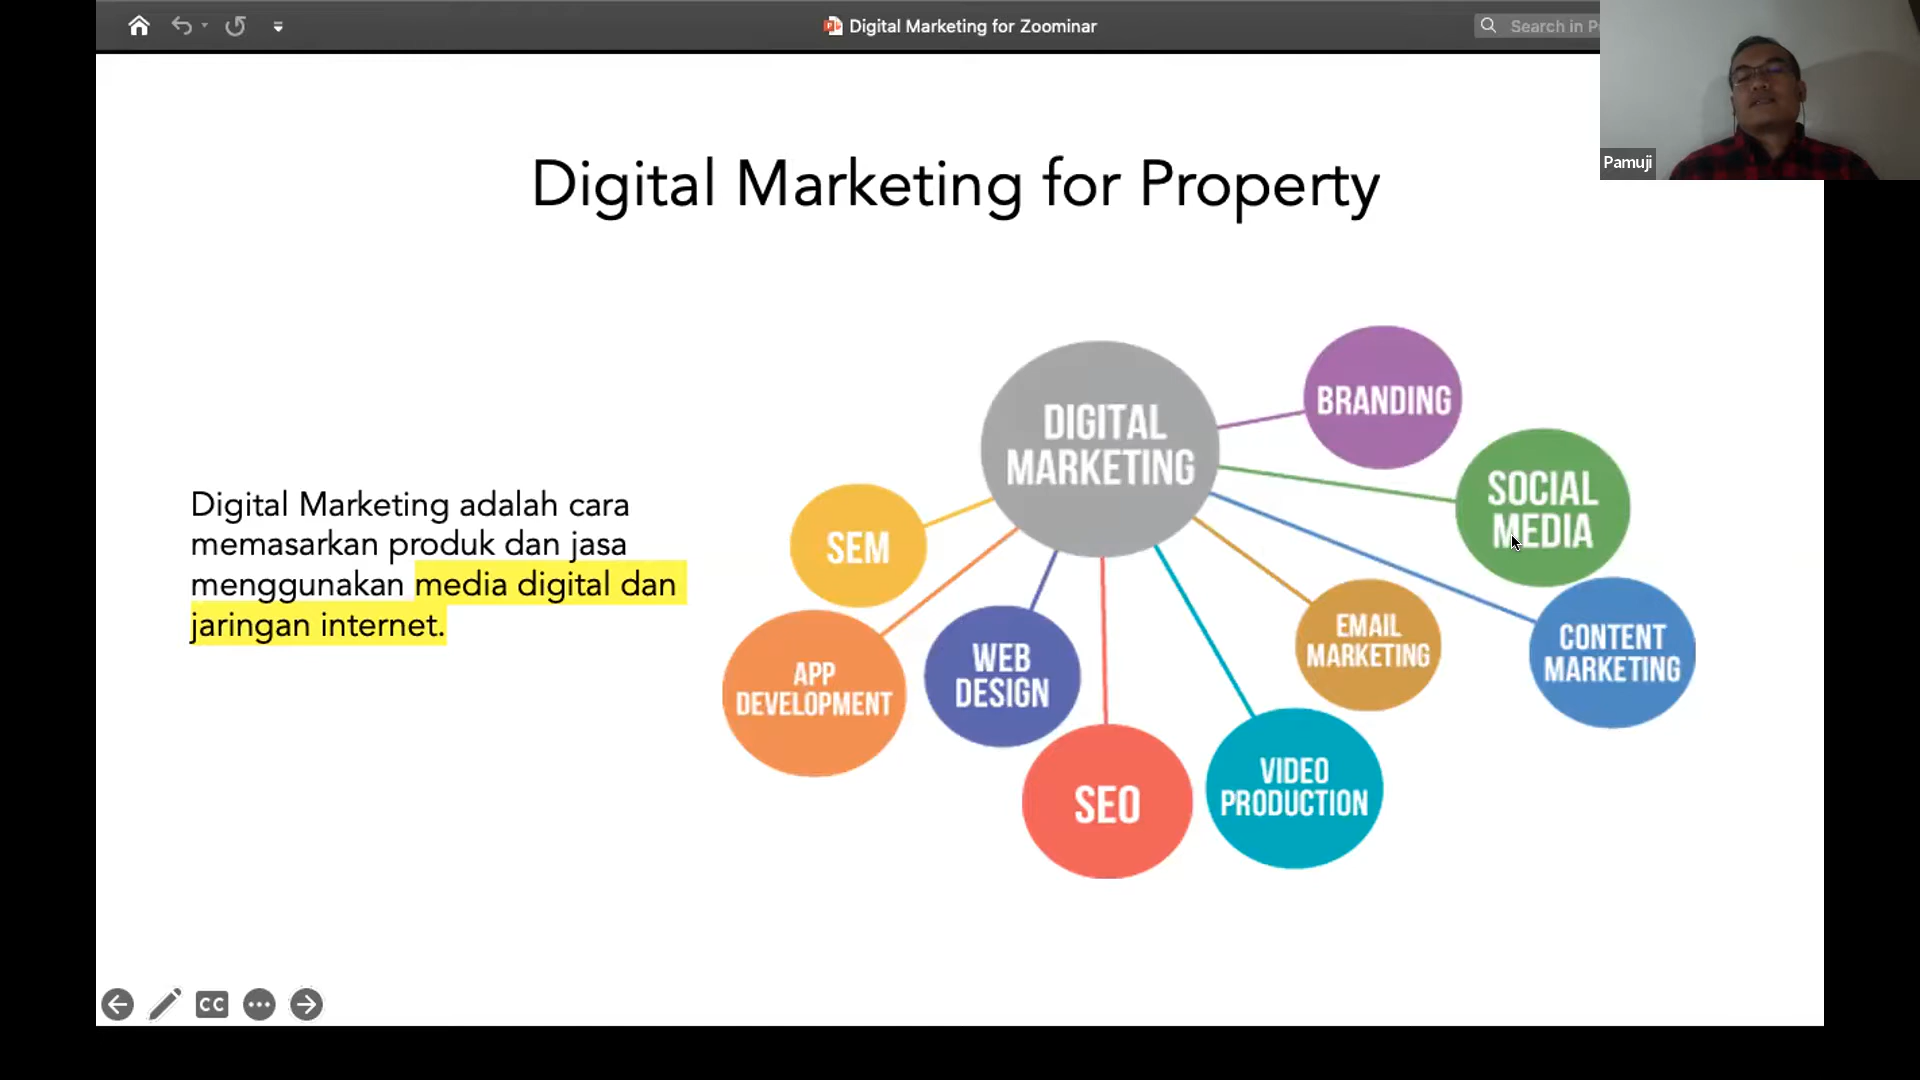 Digital Marketing for Zoominar
Search in P
Pamuji
Digital Marketing for Property
Digital Marketing adalah cara
memasarkan produk dan jasa
menggunakan media digital dan
jaringan internet.
DIGITAL
MARKETING
BRANDING
SOCIAL
MEDIA
SEM
EMAIL
MARKETING
CONTENT
MARKETING
APP
DEVELOPMENT
WEB
DESIGN
SEO
VIDEO
PRODUCTION
CC